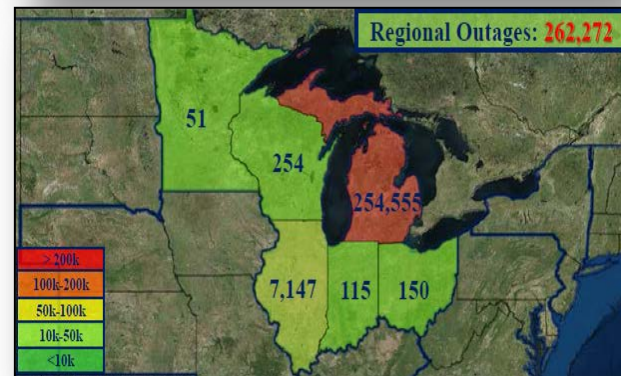 Regional Outages: 262,272
51
254
254,555
7,147 115 150
> 200k
100k-200k
50k-100k
10k-50k
<10k